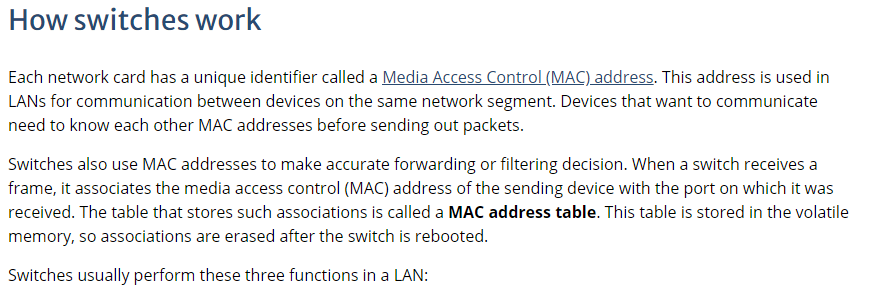 How switches work
Each network card has a unique identifier called a Media Access Control (MAC) address. This address is used in
LANs for communication between devices on the same network segment. Devices that want to communicate
need to know each other MAC addresses before sending out packets.
Switches also use MAC addresses to make accurate forwarding or filtering decision. When a switch receives a
frame, it associates the media access control (MAC) address of the sending device with the port on which it was
received. The table that stores such associations is called a MAC address table. This table is stored in the volatile
memory, so associations are erased after the switch is rebooted.
Switches usually perform these three functions in a LAN: